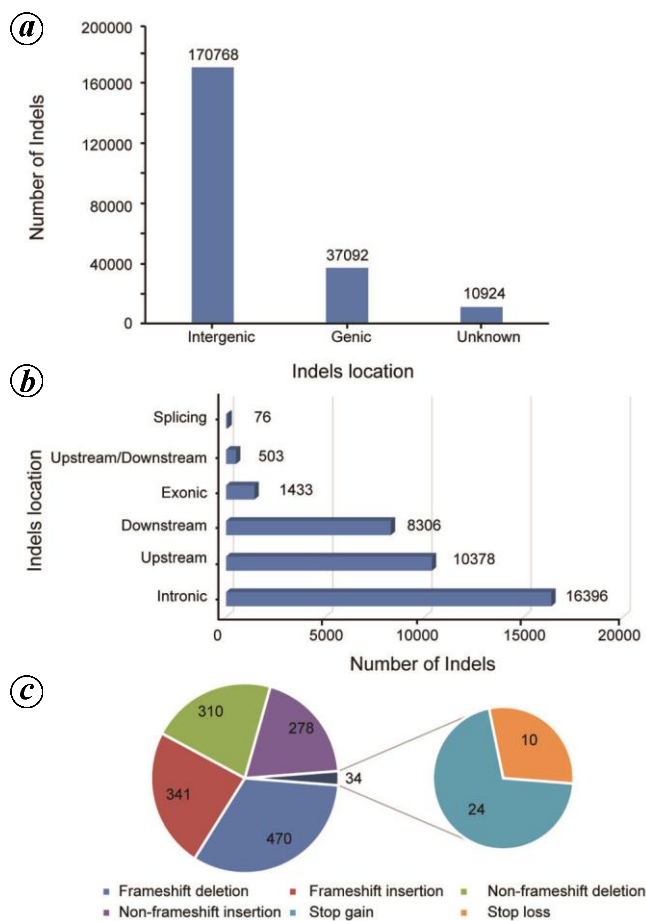 a
Number of Indels
200000
160000
120000
80000
40000
0
170768
37092
10924
Intergenic Genic Unknown
Indels location
b
Indels location
Splicing 76
Upstream/Downstream 503
Exonic 1433
Downstream 8306
Upstream 10378
Intronic 16396
0 5000 10000 15000 20000
Number of Indels
c
310
278
341
34
470
10
24
Frameshift deletion Frameshift insertion Non-frameshift deletion
Non-frameshift insertion Stop gain Stop loss